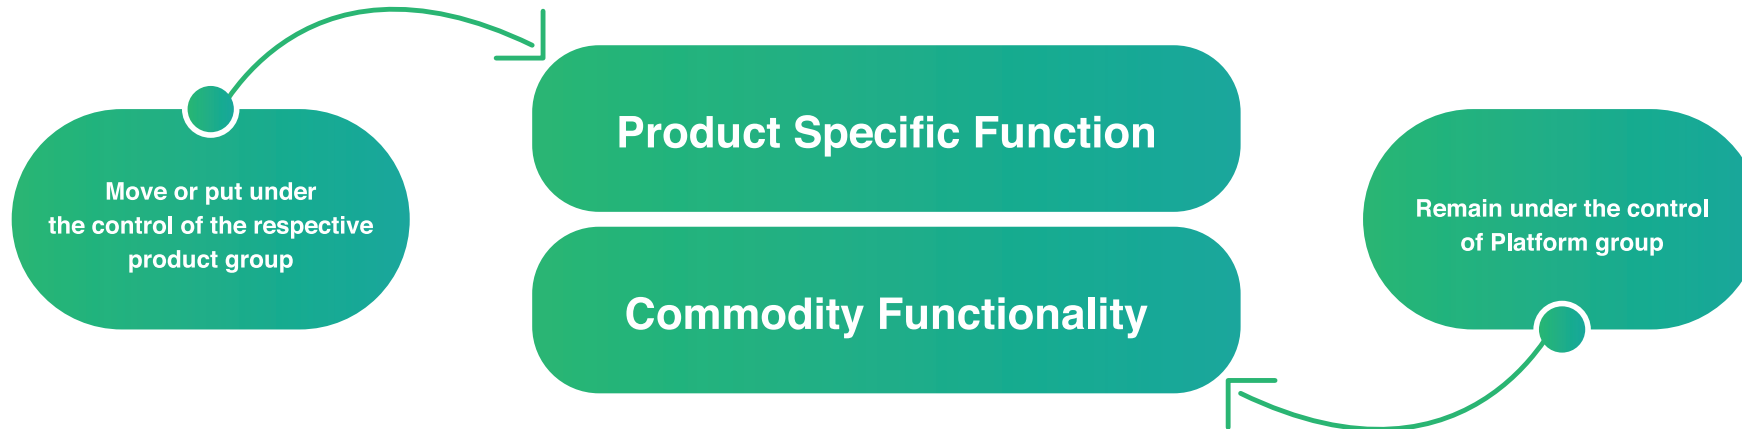 Product Specific Function
Move or put under
the control of the respective
product group
Remain under the control
of Platform group
Commodity Functionality